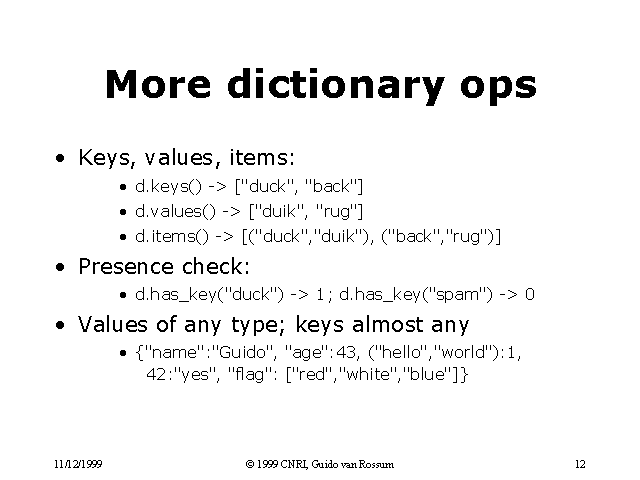 More dictionary ops
• Keys, values, items:
• d.keys() -> ["duck", "back"]
• d.values() -> ["duik", "rug"]
• d.items() -> [("duck","duik"), ("back","rug")]
• Presence check:
• d.has_key("duck") -> 1; d.has_key("spam") -> 0
• Values of any type; keys almost any
• {"name":"Guido", "age":43, ("hello","world"):1,
42:"yes", "flag": ["red","white","blue"]}
11/12/1999 © 1999 CNRI, Guido van Rossum 12